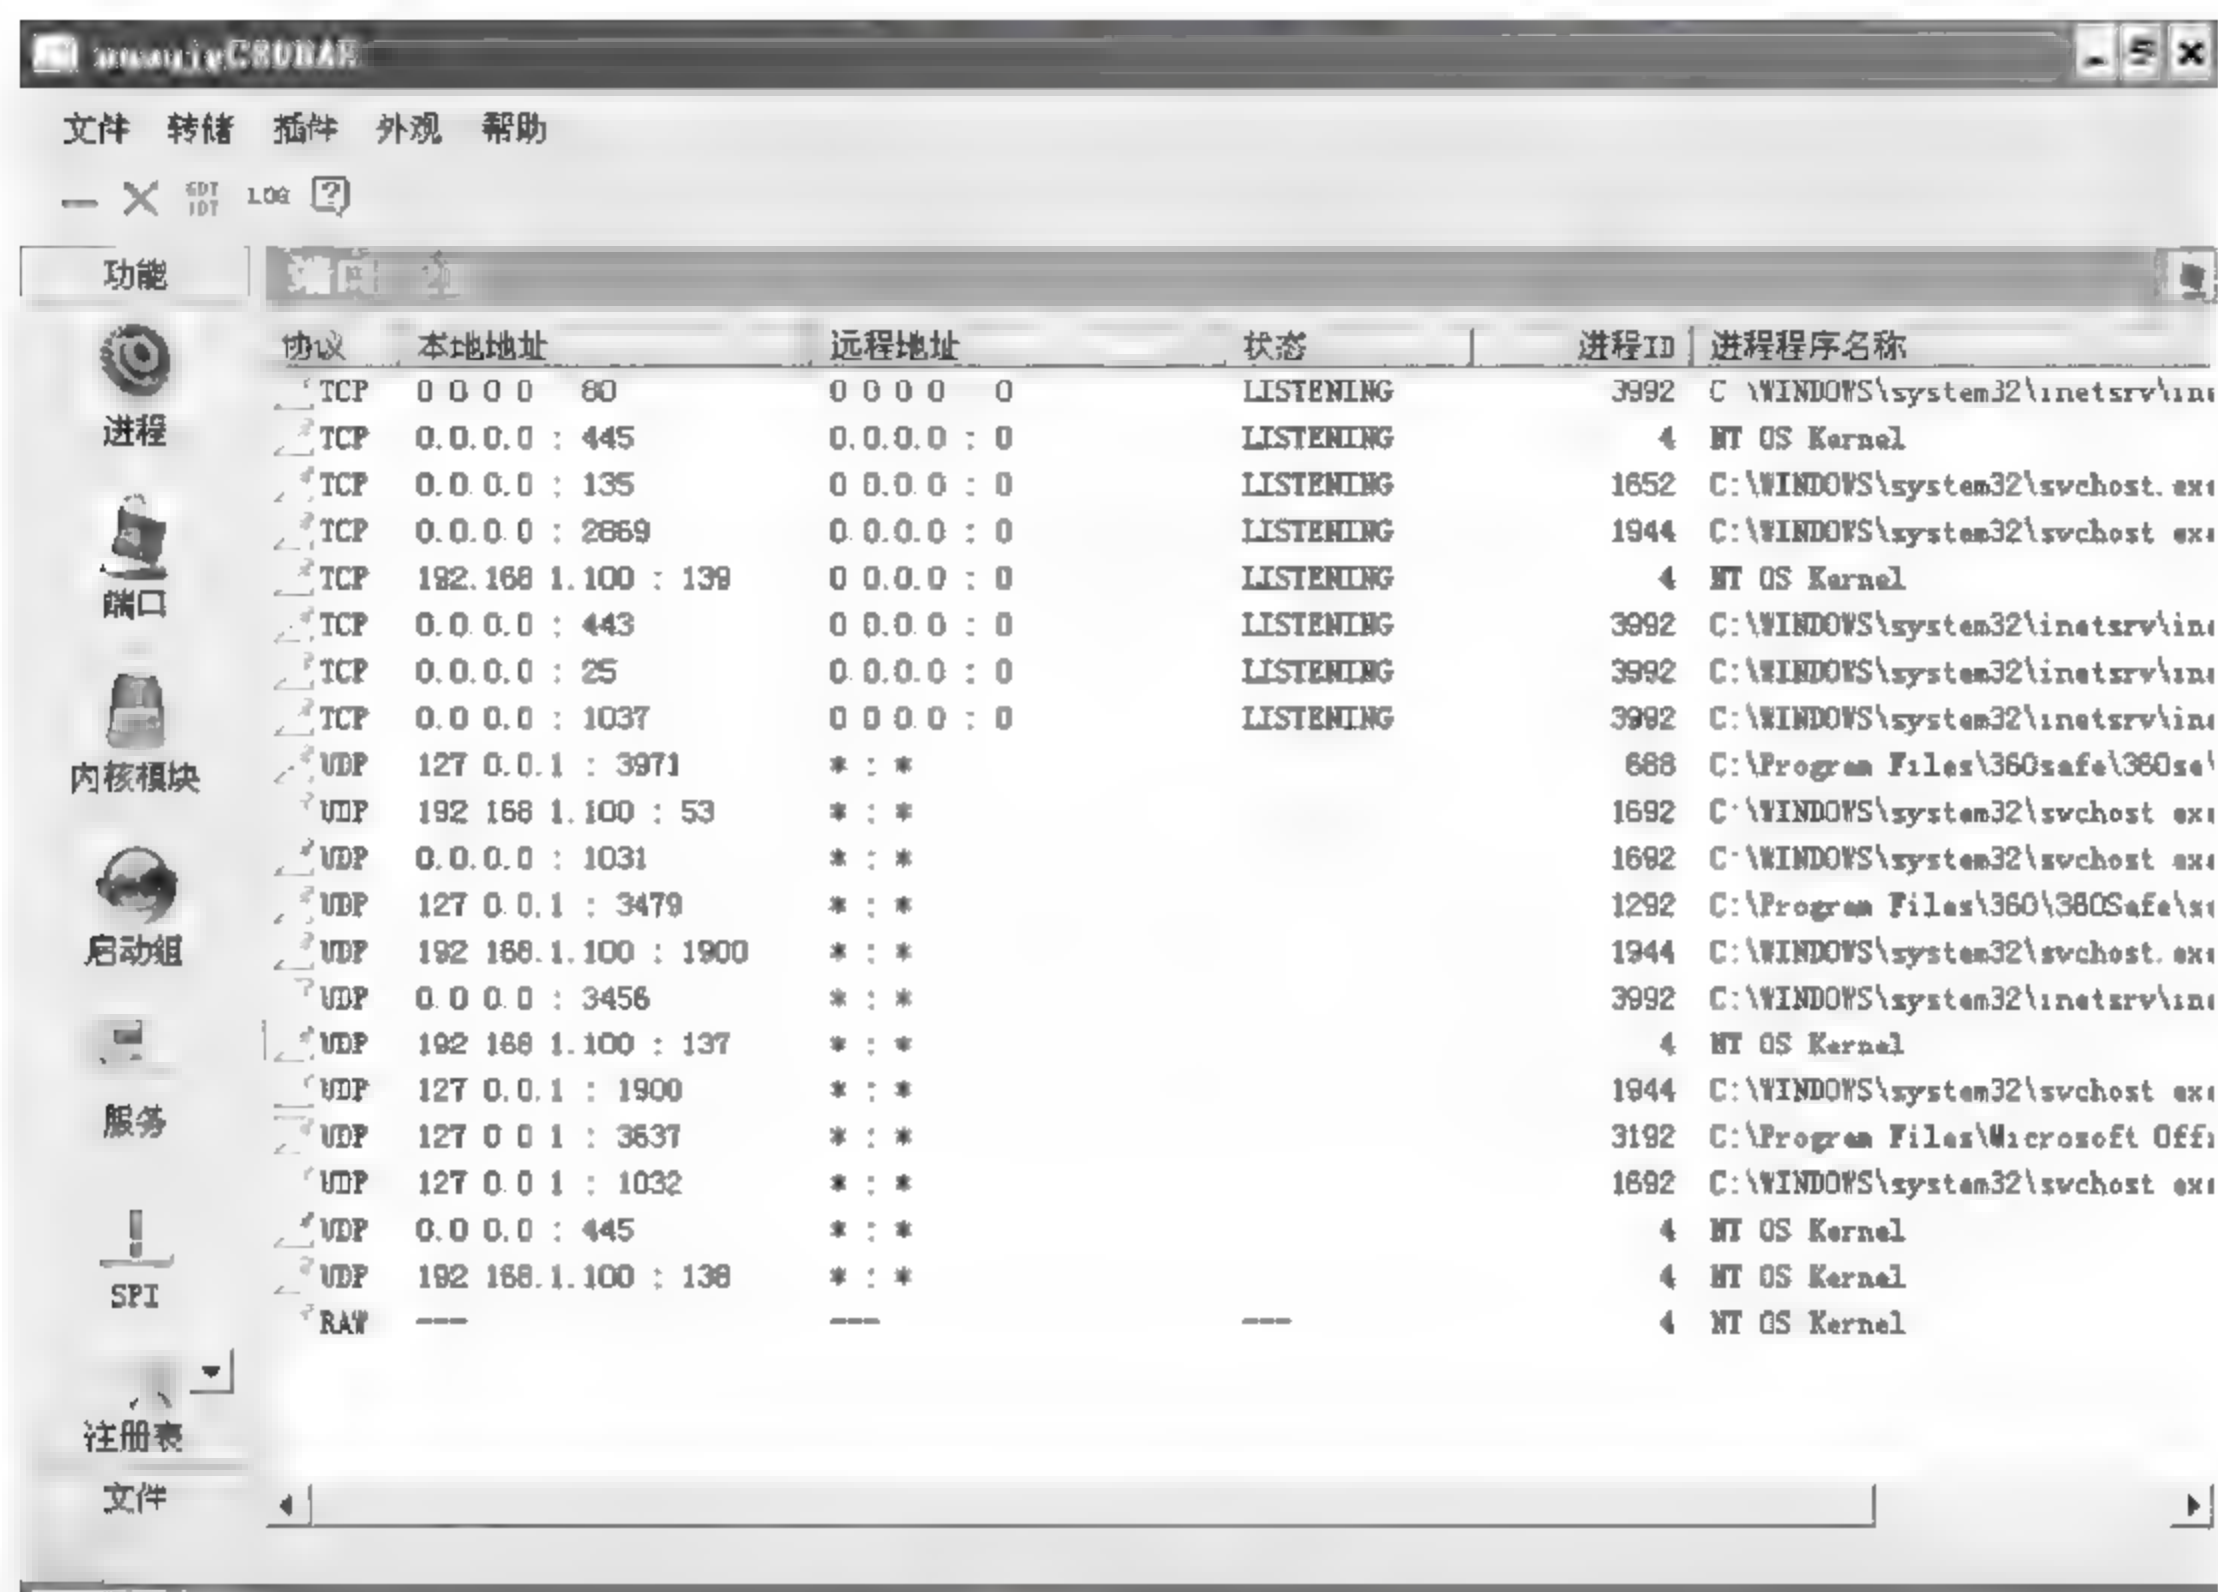 文件 转储 插件 外观 帮助
GDT IDT LOG
功能
进程
端口
内核模块
启动组
服务
SPI
注册表
文件
端口: 21
协议 本地地址 远程地址 状态 进程ID 进程程序名称
TCP 0 0 0 0 80 0 0 0 0 0 LISTENING 3992 C \WINDOWS\system32\inetsrv\in
TCP 0.0.0.0 : 445 0.0.0.0 : 0 LISTENING 4 NT OS Kernel
TCP 0.0.0.0 : 135 0 0.0.0 : 0 LISTENING 1652 C:\WINDOWS\system32\svchost.ex
TCP 0.0.0.0 : 2869 0.0.0.0 : 0 LISTENING 1944 C:\WINDOWS\system32\svchost ex
TCP 192.168 1.100 : 139 0 0.0.0 : 0 LISTENING 4 NT OS Kernel
TCP 0.0.0.0 : 443 0 0.0.0 : 0 LISTENING 3992 C:\WINDOWS\system32\inetsrv\in
TCP 0.0.0.0 : 25 0.0.0.0 : 0 LISTENING 3992 C:\WINDOWS\system32\inetsrv\in
TCP 0.0 0.0 : 1037 0 0 0.0 : 0 LISTENING 3992 C:\WINDOWS\system32\inetsrv\in
UDP 127 0.0.1 : 3971 * : * 688 C:\Program Files\360safe\360se\
UDP 192 168 1.100 : 53 * : * 1692 C:\WINDOWS\system32\svchost ex
UDP 0.0.0.0 : 1031 * : * 1692 C:\WINDOWS\system32\svchost ex
UDP 127 0.0.1 : 3479 * : * 1292 C:\Program Files\360\360Safe\s
UDP 192 168.1.100 : 1900 * : * 1944 C:\WINDOWS\system32\svchost.ex
UDP 0.0 0.0 : 3456 * : * 3992 C:\WINDOWS\system32\inetsrv\in
UDP 192 168 1.100 : 137 * : * 4 NT OS Kernel
UDP 127 0.0.1 : 1900 * : * 1944 C:\WINDOWS\system32\svchost ex
UDP 127 0 0 1 : 3637 * : * 3192 C:\Program Files\Microsoft Offi
UDP 127 0.0 1 : 1032 * : * 1692 C:\WINDOWS\system32\svchost ex
UDP 0.0 0.0 : 445 * : * 4 NT OS Kernel
UDP 192 168.1.100 : 138 * : * 4 NT OS Kernel
RAW --- --- --- 4 NT OS Kernel